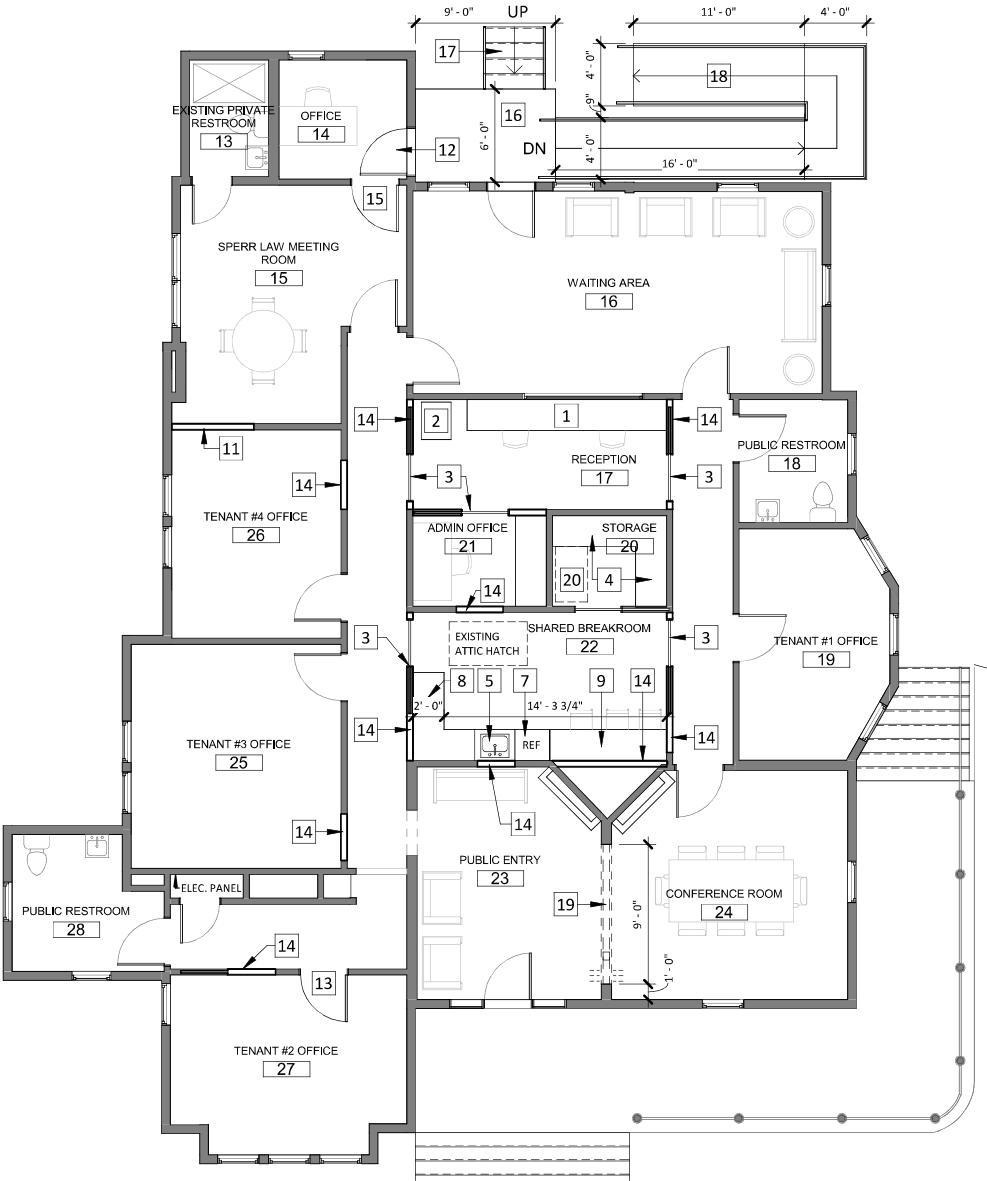 9' - 0"
UP
11' - 0"
4' - 0"
17
18
4' - 0"
9"
EXISTING PRIVATE
RESTROOM
13
OFFICE
14
12
16
6' - 0"
DN
4' - 0"
16' - 0"
15
SPERR LAW MEETING
ROOM
15
WAITING AREA
16
14
2
1
14
11
PUBLIC RESTROOM
18
3
RECEPTION
17
3
14
TENANT #4 OFFICE
26
ADMIN OFFICE
21
STORAGE
20
20
4
14
3
EXISTING
ATTIC HATCH
SHARED BREAKROOM
22
3
TENANT #1 OFFICE
19
8
5
7
9
14
2' - 0"
14' - 3 3/4"
14
REF
14
TENANT #3 OFFICE
25
14
14
ELEC. PANEL
PUBLIC ENTRY
23
19
9' - 0"
CONFERENCE ROOM
24
PUBLIC RESTROOM
28
14
13
1' - 0"
TENANT #2 OFFICE
27